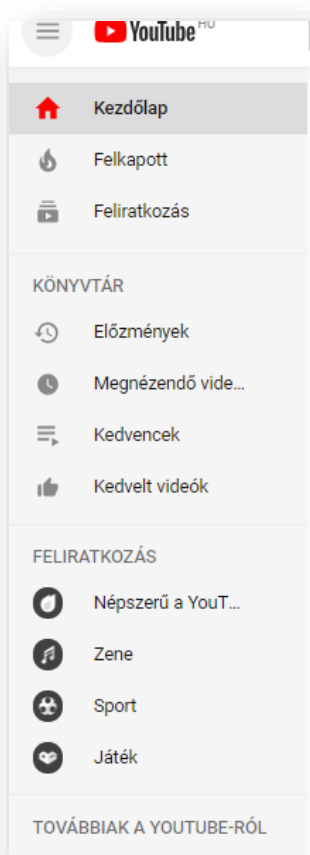 YouTube HU
Kezdőlap
Felkapott
Feliratkozás
KÖNYVTÁR
Előzmények
Megnézendő vide...
Kedvencek
Kedvelt videók
FELIRATKOZÁS
Népszerű a YouT...
Zene
Sport
Játék
TOVÁBBIAK A YOUTUBE-RÓL